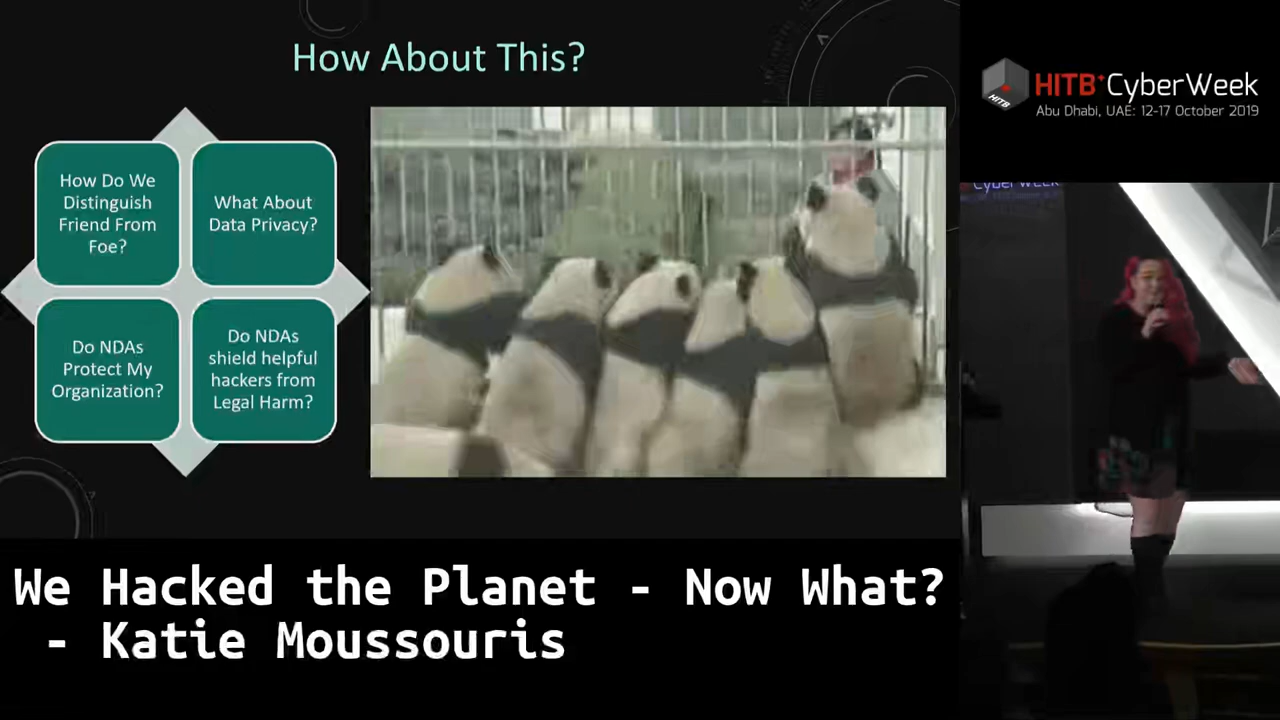 How About This?
How Do We
Distinguish
Friend From
Foe?
What About
Data Privacy?
Do NDAs
Protect My
Organization?
Do NDAs
shield helpful
hackers from
Legal Harm?
HITB
HITB+CyberWeek
Abu Dhabi, UAE: 12-17 October 2019
CyberWeek
We Hacked the Planet - Now What?
- Katie Moussouris